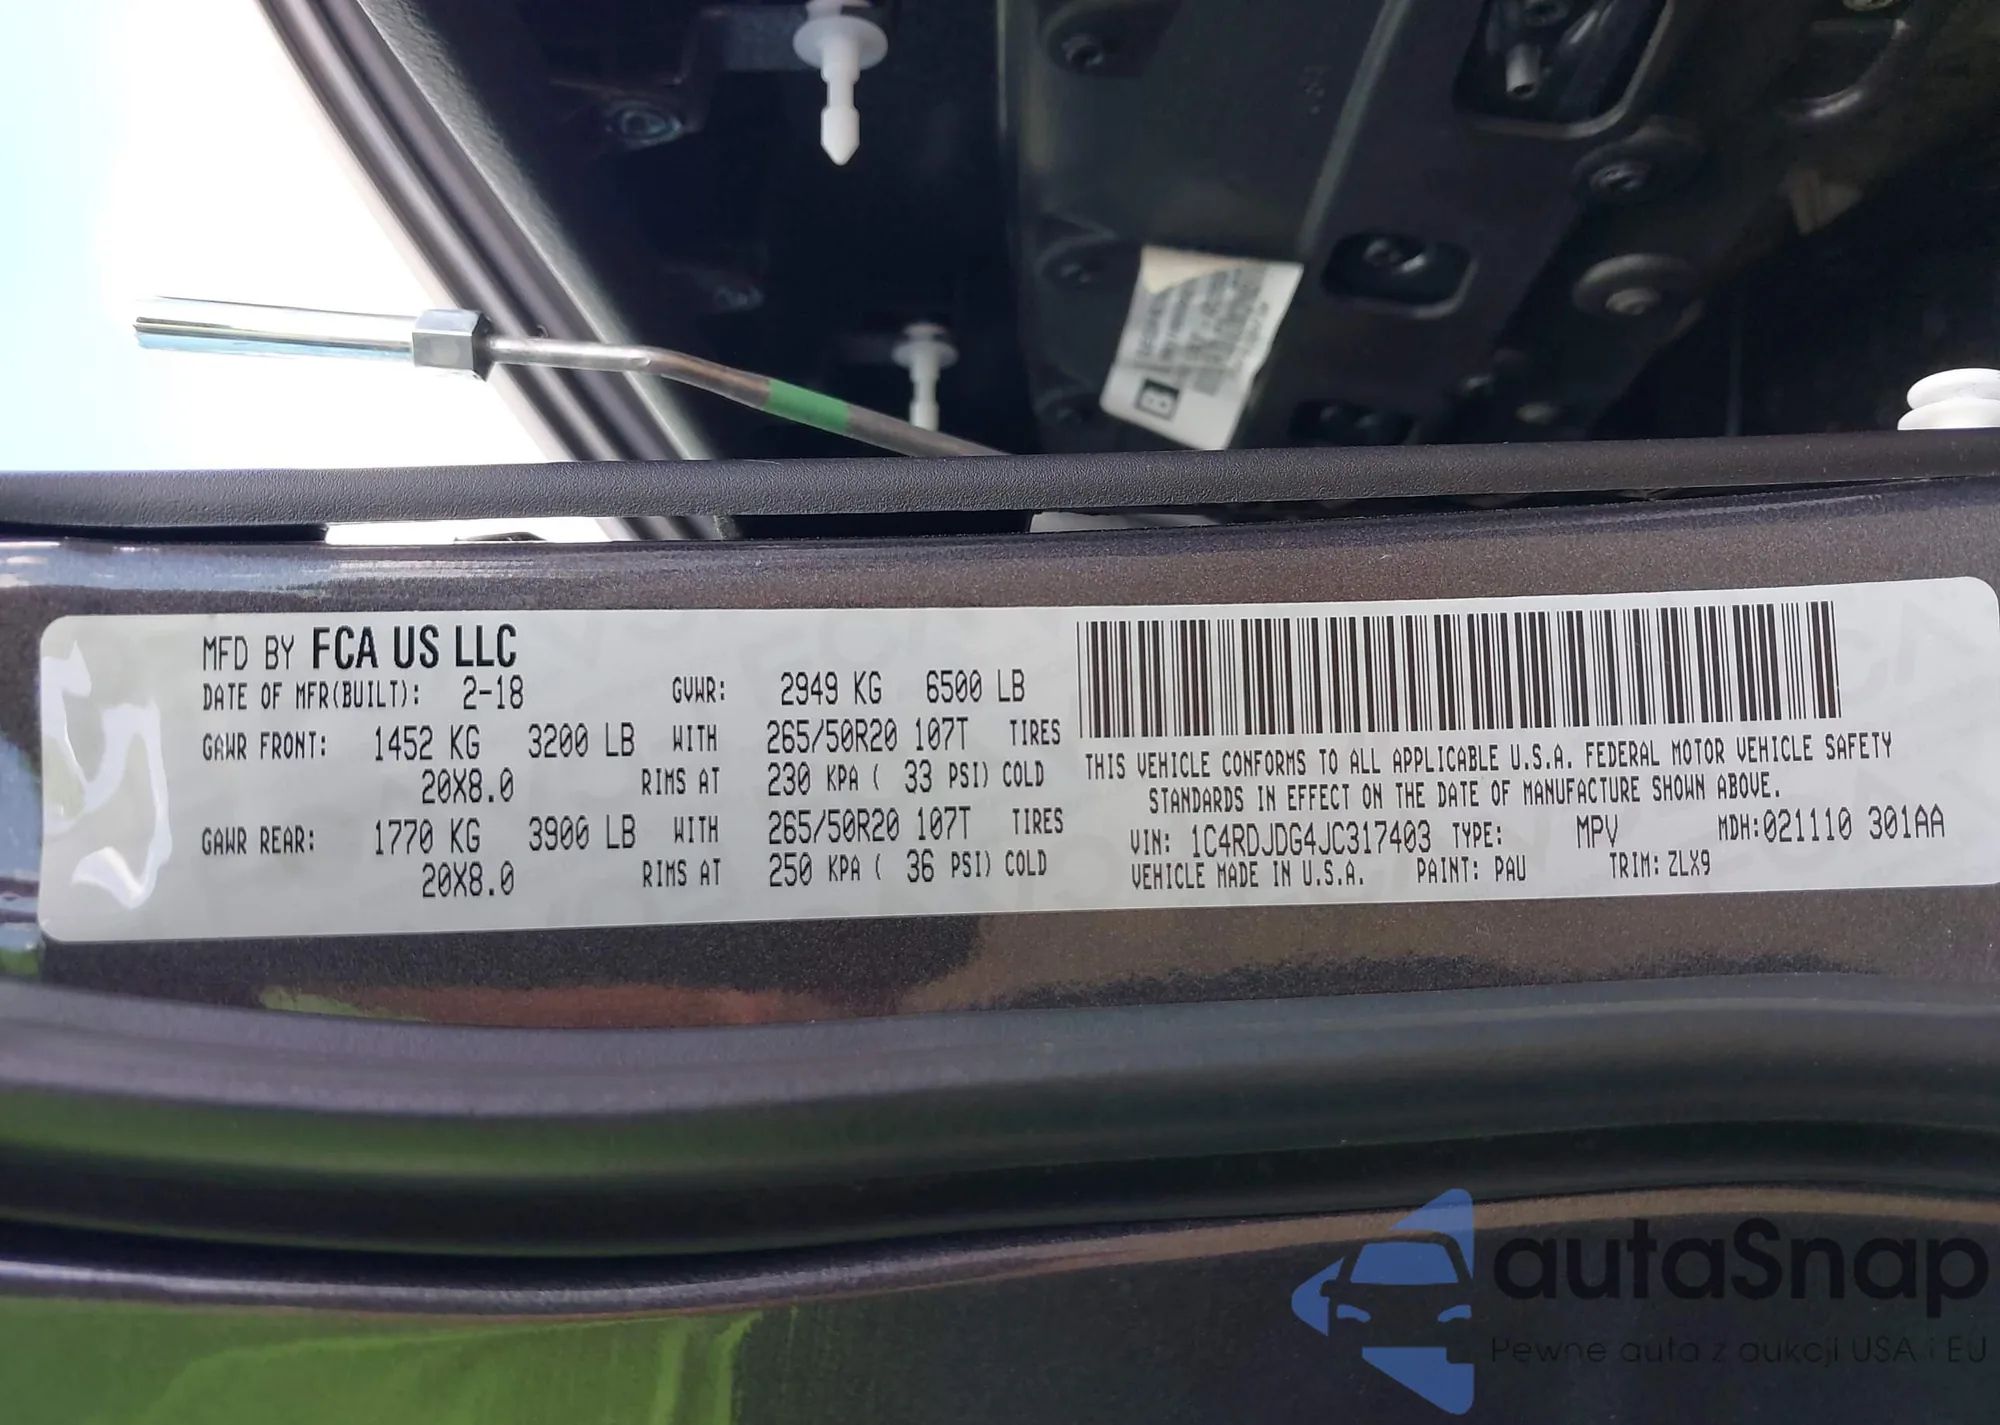 B
MFD BY FCA US LLC
DATE OF MFR(BUILT): 2-18 GVWR: 2949 KG 6500 LB
GAWR FRONT: 1452 KG 3200 LB WITH 265/50R20 107T TIRES
20X8.0 RIMS AT 230 KPA ( 33 PSI) COLD
GAWR REAR: 1770 KG 3900 LB WITH 265/50R20 107T TIRES
20X8.0 RIMS AT 250 KPA ( 36 PSI) COLD
THIS VEHICLE CONFORMS TO ALL APPLICABLE U.S.A. FEDERAL MOTOR VEHICLE SAFETY
STANDARDS IN EFFECT ON THE DATE OF MANUFACTURE SHOWN ABOVE.
VIN: 1C4RDJDG4JC317403 TYPE: MPV MDH:021110 301AA
VEHICLE MADE IN U.S.A. PAINT: PAU TRIM: ZLX9
autaSnap
Pewne auta z aukcji USA i EU